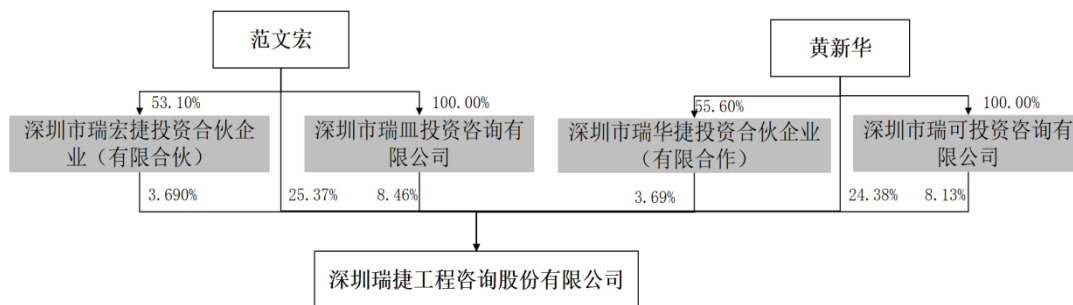 范文宏
黄新华
53.10%
100.00%
55.60%
100.00%
深圳市瑞宏捷投资合伙企
业（有限合伙）
深圳市瑞皿投资咨询有
限公司
深圳市瑞华捷投资合伙企业
（有限合作）
深圳市瑞可投资咨询有
限公司
3.690%
25.37%
8.46%
3.69%
24.38%
8.13%
深圳瑞捷工程咨询股份有限公司